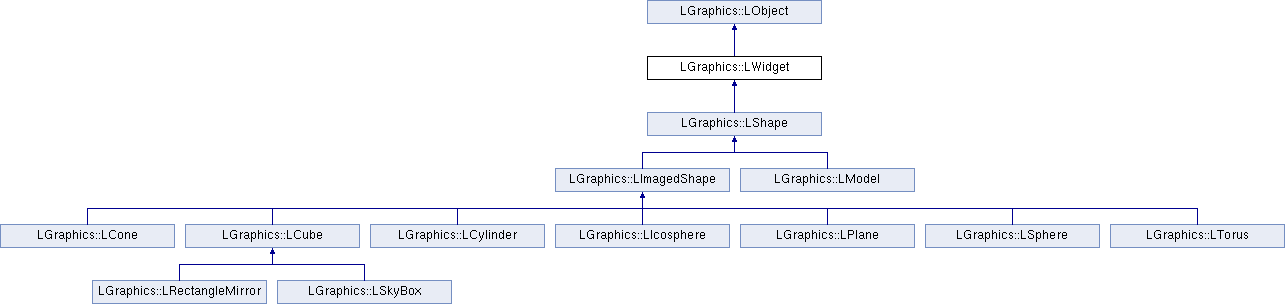 LGraphics::LObject
LGraphics::LWidget
LGraphics::LShape
LGraphics::LImagedShape
LGraphics::LModel
LGraphics::LCone
LGraphics::LCube
LGraphics::LCylinder
LGraphics::LIcosphere
LGraphics::LPlane
LGraphics::LSphere
LGraphics::LTorus
LGraphics::LRectangleMirror
LGraphics::LSkyBox